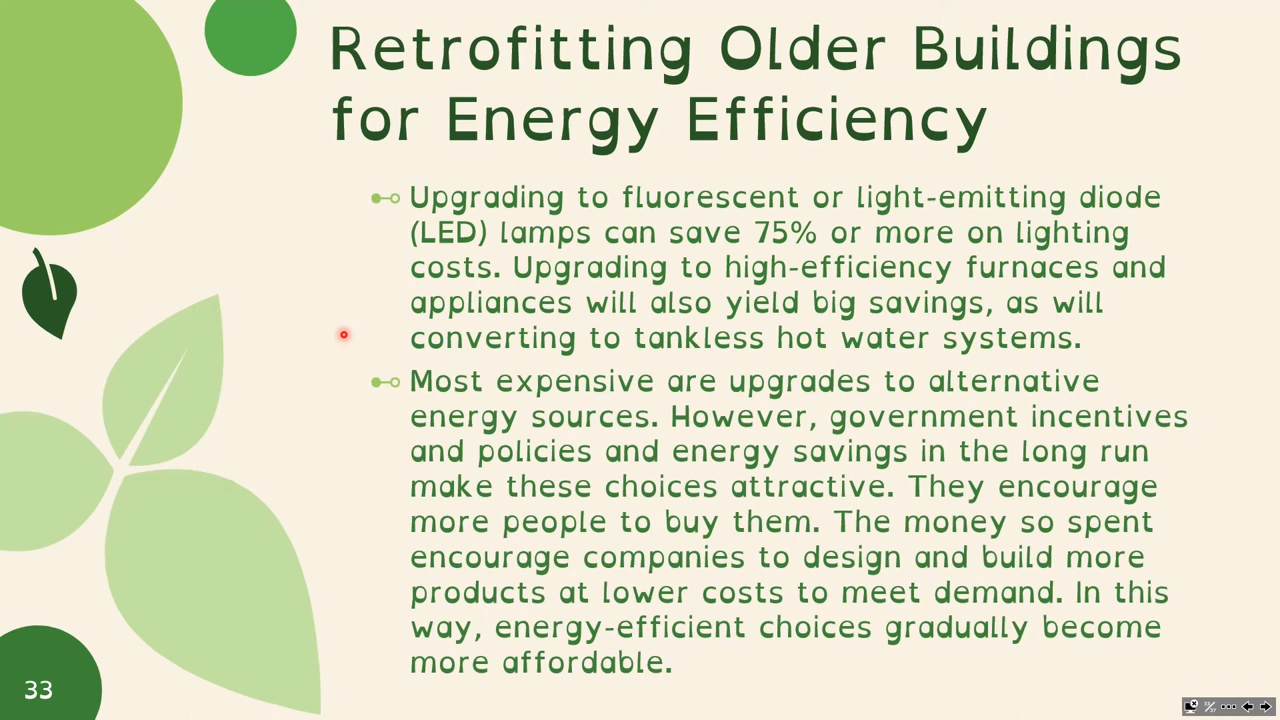 Retrofitting Older Buildings
for Energy Efficiency
Upgrading to fluorescent or light-emitting diode
(LED) lamps can save 75% or more on lighting
costs. Upgrading to high-efficiency furnaces and
appliances will also yield big savings, as will
converting to tankless hot water systems.
Most expensive are upgrades to alternative
energy sources. However, government incentives
and policies and energy savings in the long run
make these choices attractive. They encourage
more people to buy them. The money so spent
encourage companies to design and build more
products at lower costs to meet demand. In this
way, energy-efficient choices gradually become
more affordable.
33